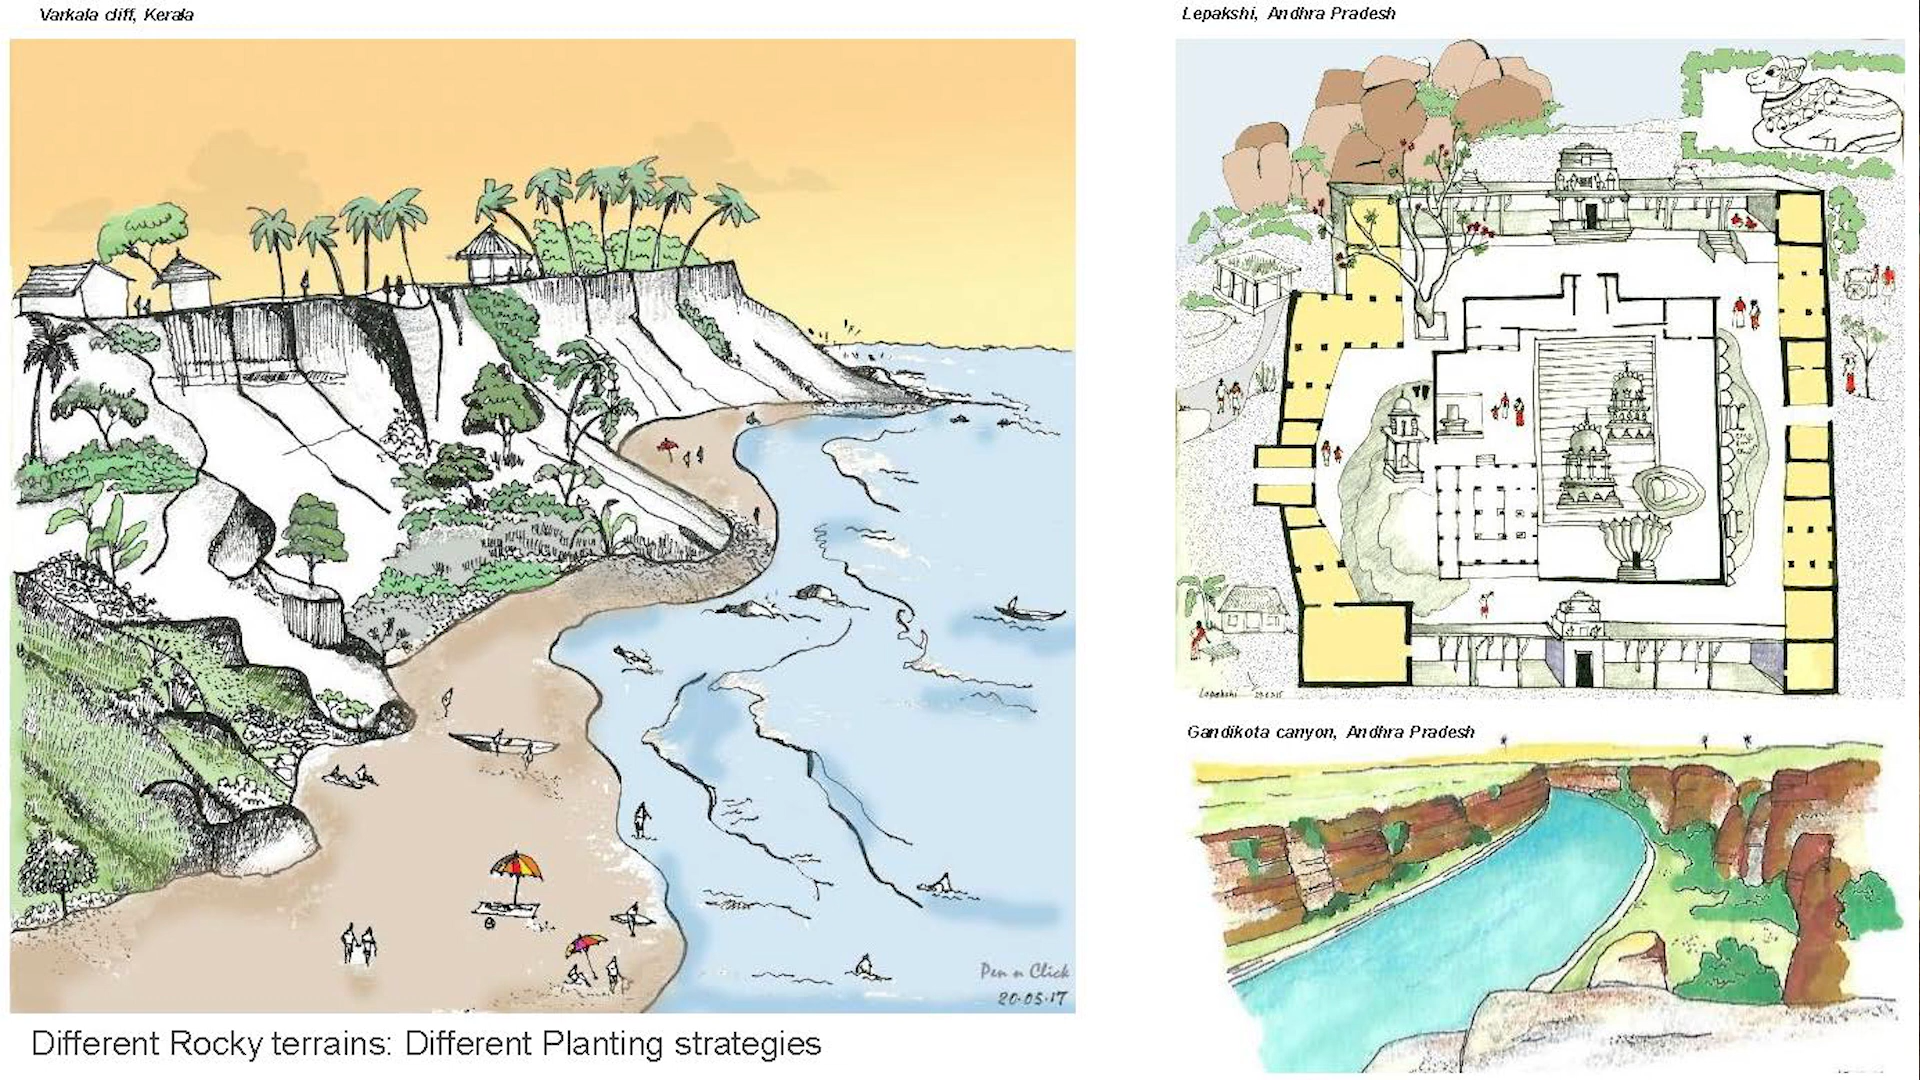 Varkala cliff, Kerala
Lepakshi, Andhra Pradesh
Lepakshi
Gandikota canyon, Andhra Pradesh
Pen n Click
20-05-17
Different Rocky terrains: Different Planting strategies